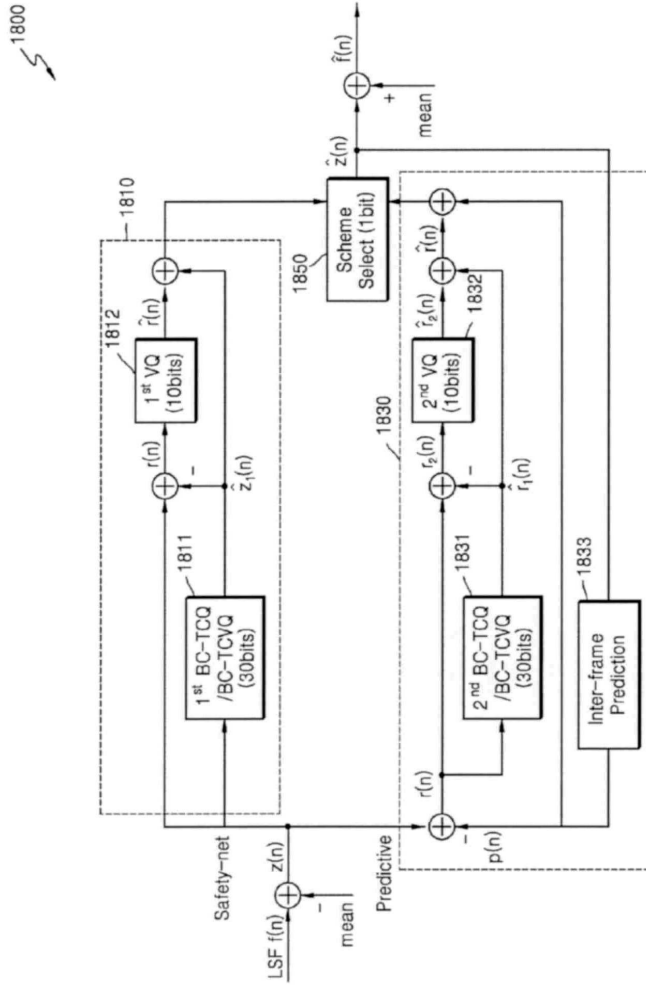 1800
LSF f(n)
mean
−
z(n)
Safety-net
Predictive
1810
1811
1st BC-TCQ
/BC-TCVQ
(30bits)
ẑ1(n)
−
r(n)
1812
1st VQ
(10bits)
r̂(n)
1830
−
p(n)
r(n)
1831
2nd BC-TCQ
/BC-TCVQ
(30bits)
r̂1(n)
−
r2(n)
1832
2nd VQ
(10bits)
r̂2(n)
r̂(n)
1833
Inter-frame
Prediction
1850
Scheme
Select (1bit)
ẑ(n)
+
mean
f̂(n)